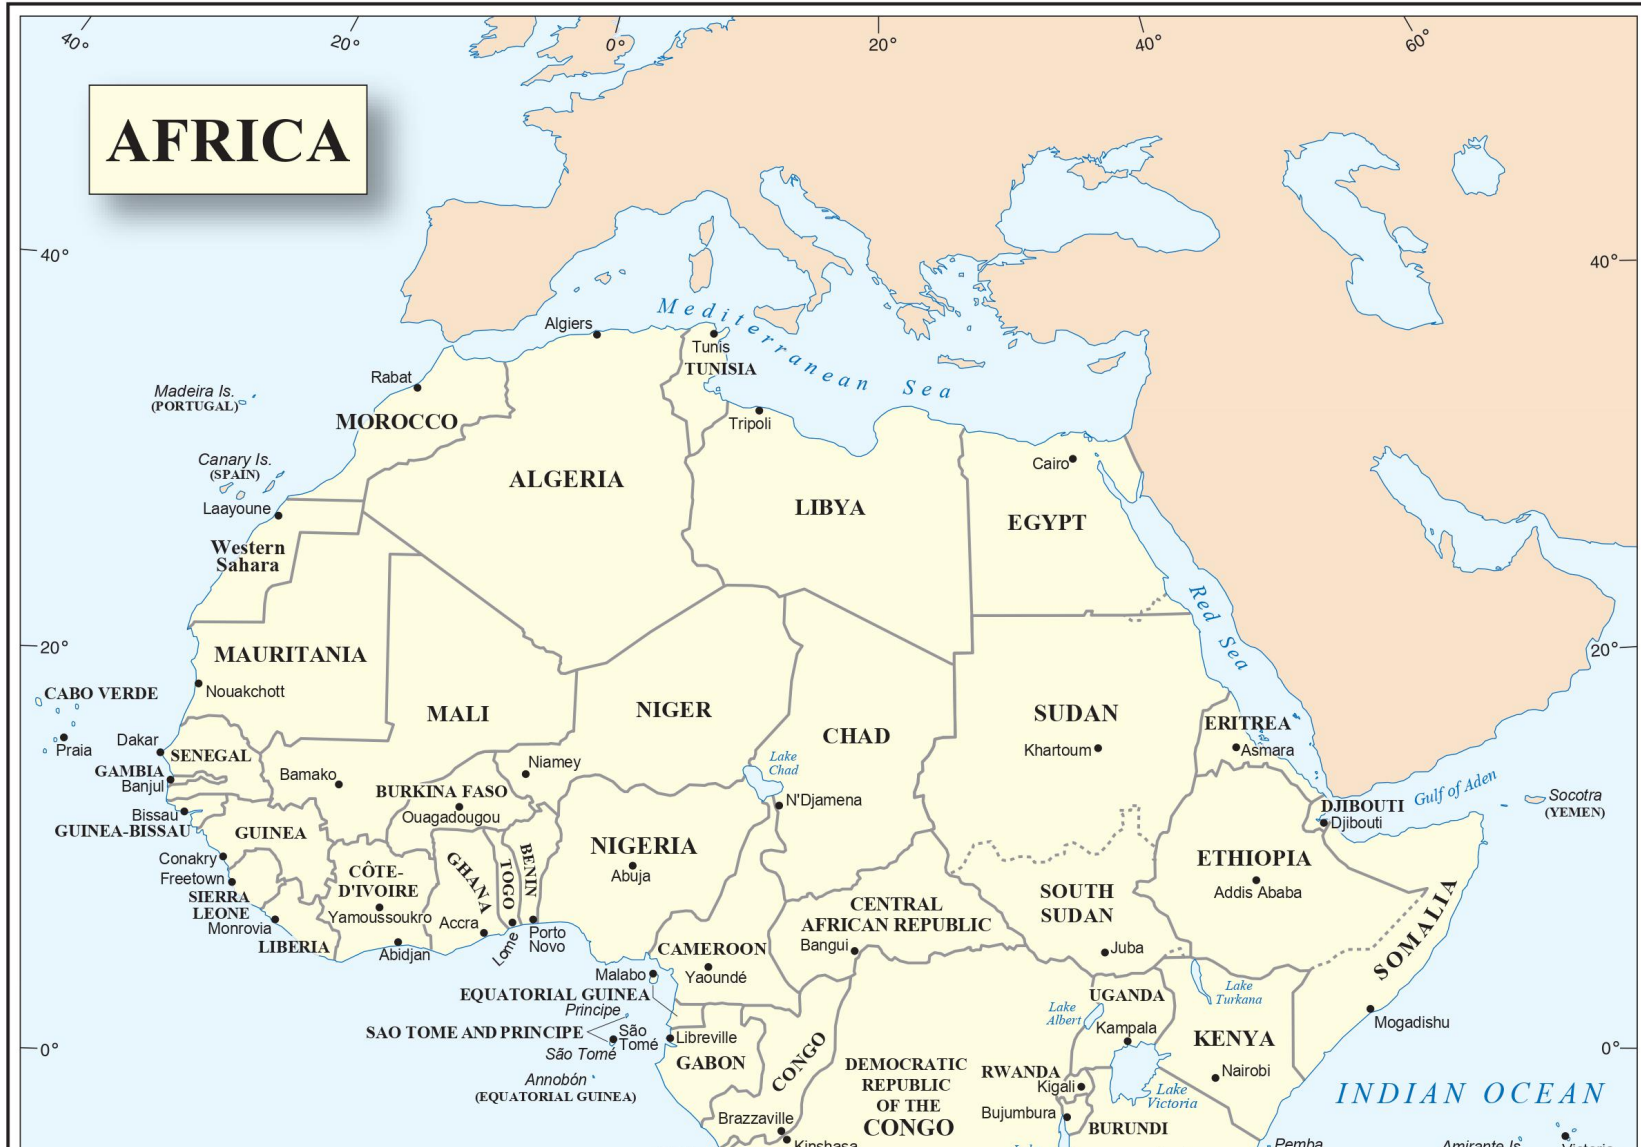 40°
20°
0°
20°
40°
60°
AFRICA
40°
40°
Mediterranean Sea
Algiers
Tunis
TUNISIA
Rabat
Madeira Is.
(PORTUGAL)
MOROCCO
Tripoli
Canary Is.
(SPAIN)
Cairo
ALGERIA
LIBYA
EGYPT
Laayoune
Western
Sahara
Red Sea
20°
20°
MAURITANIA
Nouakchott
CABO VERDE
Praia
MALI
NIGER
CHAD
SUDAN
Khartoum
ERITREA
Asmara
Dakar
SENEGAL
GAMBIA
Banjul
Bamako
Niamey
Lake
Chad
N'Djamena
BURKINA FASO
Ouagadougou
Bissau
GUINEA-BISSAU
GUINEA
DJIBOUTI
Djibouti
Gulf of Aden
Socotra
(YEMEN)
Conakry
Freetown
SIERRA
LEONE
Monrovia
LIBERIA
CÔTE-
D'IVOIRE
Yamoussoukro
Abidjan
GHANA
Accra
TOGO
Lome
BENIN
Porto
Novo
NIGERIA
Abuja
ETHIOPIA
Addis Ababa
SOUTH
SUDAN
Juba
CENTRAL
AFRICAN REPUBLIC
Bangui
SOMALIA
Mogadishu
CAMEROON
Yaoundé
Malabo
EQUATORIAL GUINEA
Principe
SAO TOME AND PRINCIPE
São
Tomé
São Tomé
Annobón
(EQUATORIAL GUINEA)
Libreville
GABON
CONGO
Brazzaville
Kinshasa
DEMOCRATIC
REPUBLIC
OF THE
CONGO
UGANDA
Lake
Albert
Kampala
Lake
Turkana
KENYA
Nairobi
RWANDA
Kigali
Bujumbura
BURUNDI
Lake
Victoria
0°
0°
INDIAN OCEAN
Pemba
Amirante Is.
Victoria